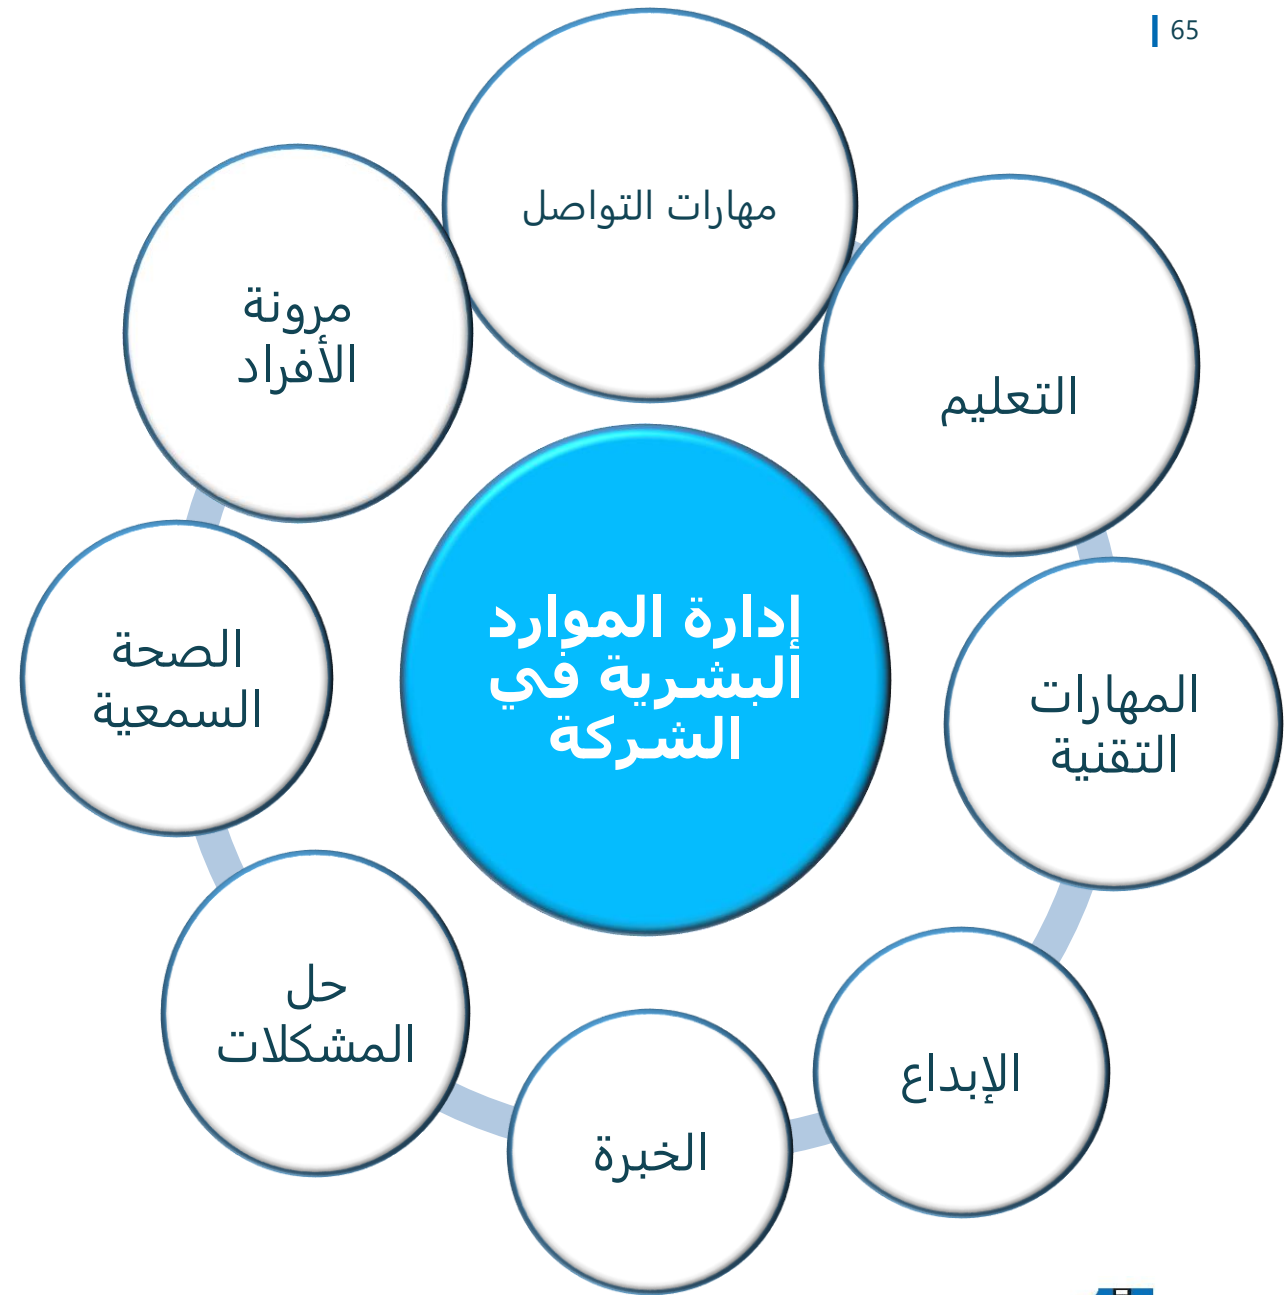 65
مهارات التواصل
التعليم
المهارات
التقنية
الإبداع
الخبرة
حل
المشكلات
الصحة
السمعية
مرونة
الأفراد
إدارة الموارد
البشرية في
الشركة